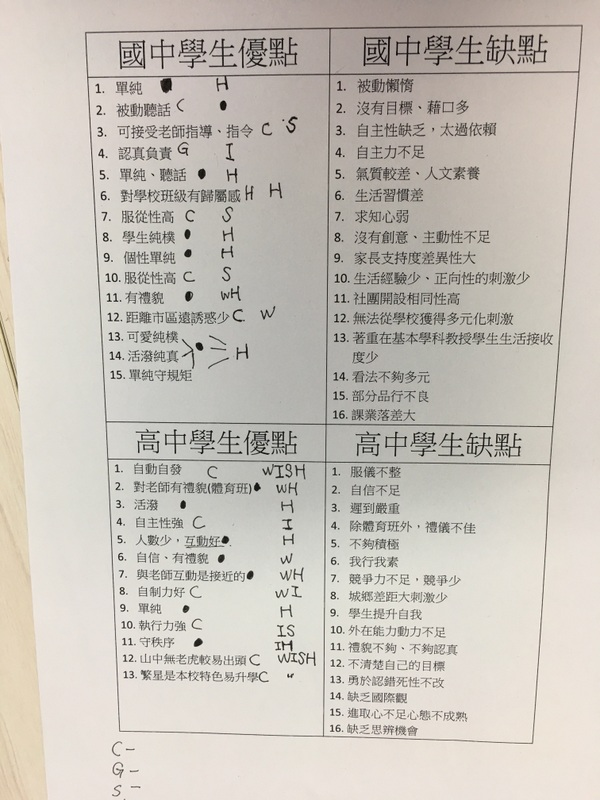 國中學生優點
1. 單純 ● H
2. 被動聽話 C ●
3. 可接受老師指導、指令 C S
4. 認真負責 G I
5. 單純、聽話 ● H
6. 對學校班級有歸屬感 H H
7. 服從性高 C S
8. 學生純樸 ● H
9. 個性單純 ● H
10. 服從性高 C S
11. 有禮貌 ● WH
12. 距離市區遠誘惑少 C W
13. 可愛純樸
14. 活潑純真 ● H
15. 單純守規矩
國中學生缺點
1. 被動懶惰
2. 沒有目標、藉口多
3. 自主性缺乏，太過依賴
4. 自主力不足
5. 氣質較差、人文素養
6. 生活習慣差
7. 求知心弱
8. 沒有創意、主動性不足
9. 家長支持度差異性大
10. 生活經驗少、正向性的刺激少
11. 社團開設相同性高
12. 無法從學校獲得多元化刺激
13. 著重在基本學科教授學生生活接收
度少
14. 看法不夠多元
15. 部分品行不良
16. 課業落差大
高中學生優點
1. 自動自發 C WISH
2. 對老師有禮貌(體育班) ● WH
3. 活潑 ● H
4. 自主性強 C I
5. 人數少，互動好 ● H
6. 自信、有禮貌 ● W
7. 與老師互動是接近的 ● WH
8. 自制力好 C WI
9. 單純 ● H
10. 執行力強 C IS
11. 守秩序 ● IH
12. 山中無老虎較易出頭 C WISH
13. 繁星是本校特色易升學 C "
高中學生缺點
1. 服儀不整
2. 自信不足
3. 遲到嚴重
4. 除體育班外，禮儀不佳
5. 不夠積極
6. 我行我素
7. 競爭力不足，競爭少
8. 城鄉差距大刺激少
9. 學生提升自我
10. 外在能力動力不足
11. 禮貌不夠、不夠認真
12. 不清楚自己的目標
13. 勇於認錯死性不改
14. 缺乏國際觀
15. 進取心不足心態不成熟
16. 缺乏思辨機會
C -
G -
S -